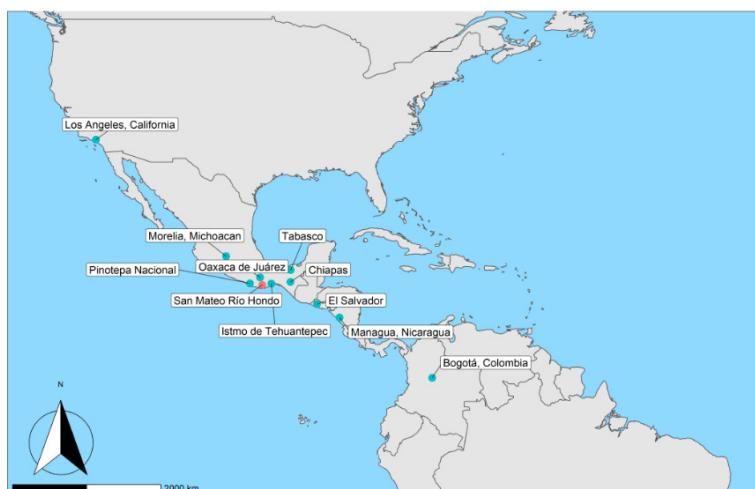 Los Angeles, California
Morelia, Michoacan
Tabasco
Oaxaca de Juárez
Pinotepa Nacional
Chiapas
San Mateo Río Hondo
El Salvador
Istmo de Tehuantepec
Managua, Nicaragua
Bogotá, Colombia
N
2000 km